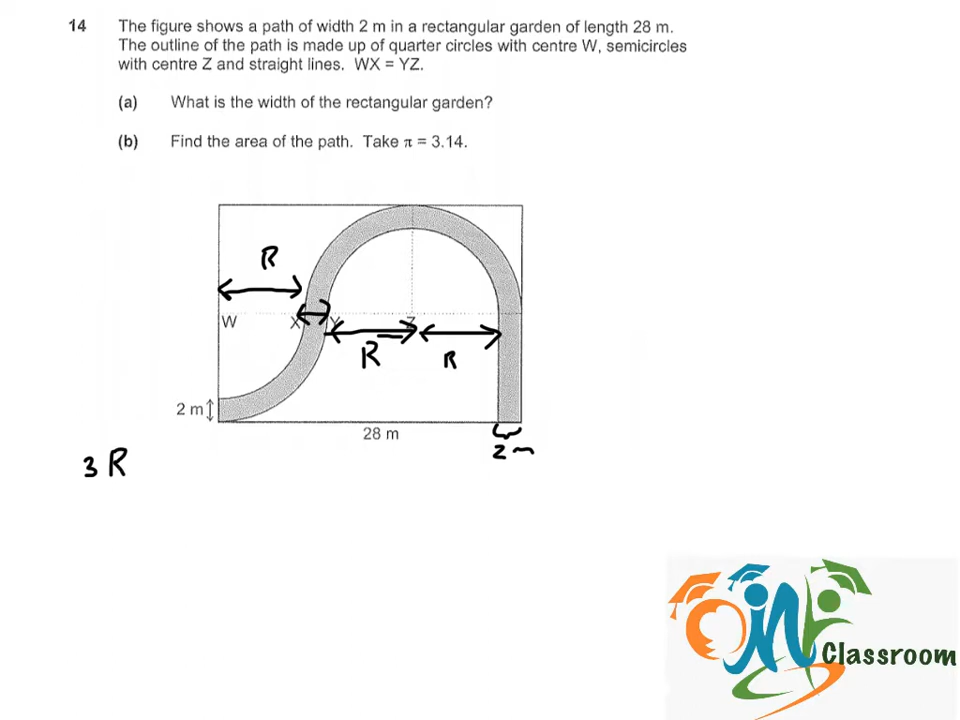 14 The figure shows a path of width 2 m in a rectangular garden of length 28 m.
The outline of the path is made up of quarter circles with centre W, semicircles
with centre Z and straight lines. WX = YZ.
(a) What is the width of the rectangular garden?
(b) Find the area of the path. Take π = 3.14.
R
W X Y Z
R R
2 m
28 m
2 m
3 R
Classroom